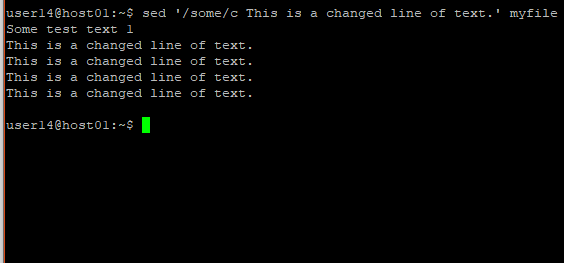 user14@host01:~$ sed '/some/c This is a changed line of text.' myfile
Some test text 1
This is a changed line of text.
This is a changed line of text.
This is a changed line of text.
This is a changed line of text.
user14@host01:~$